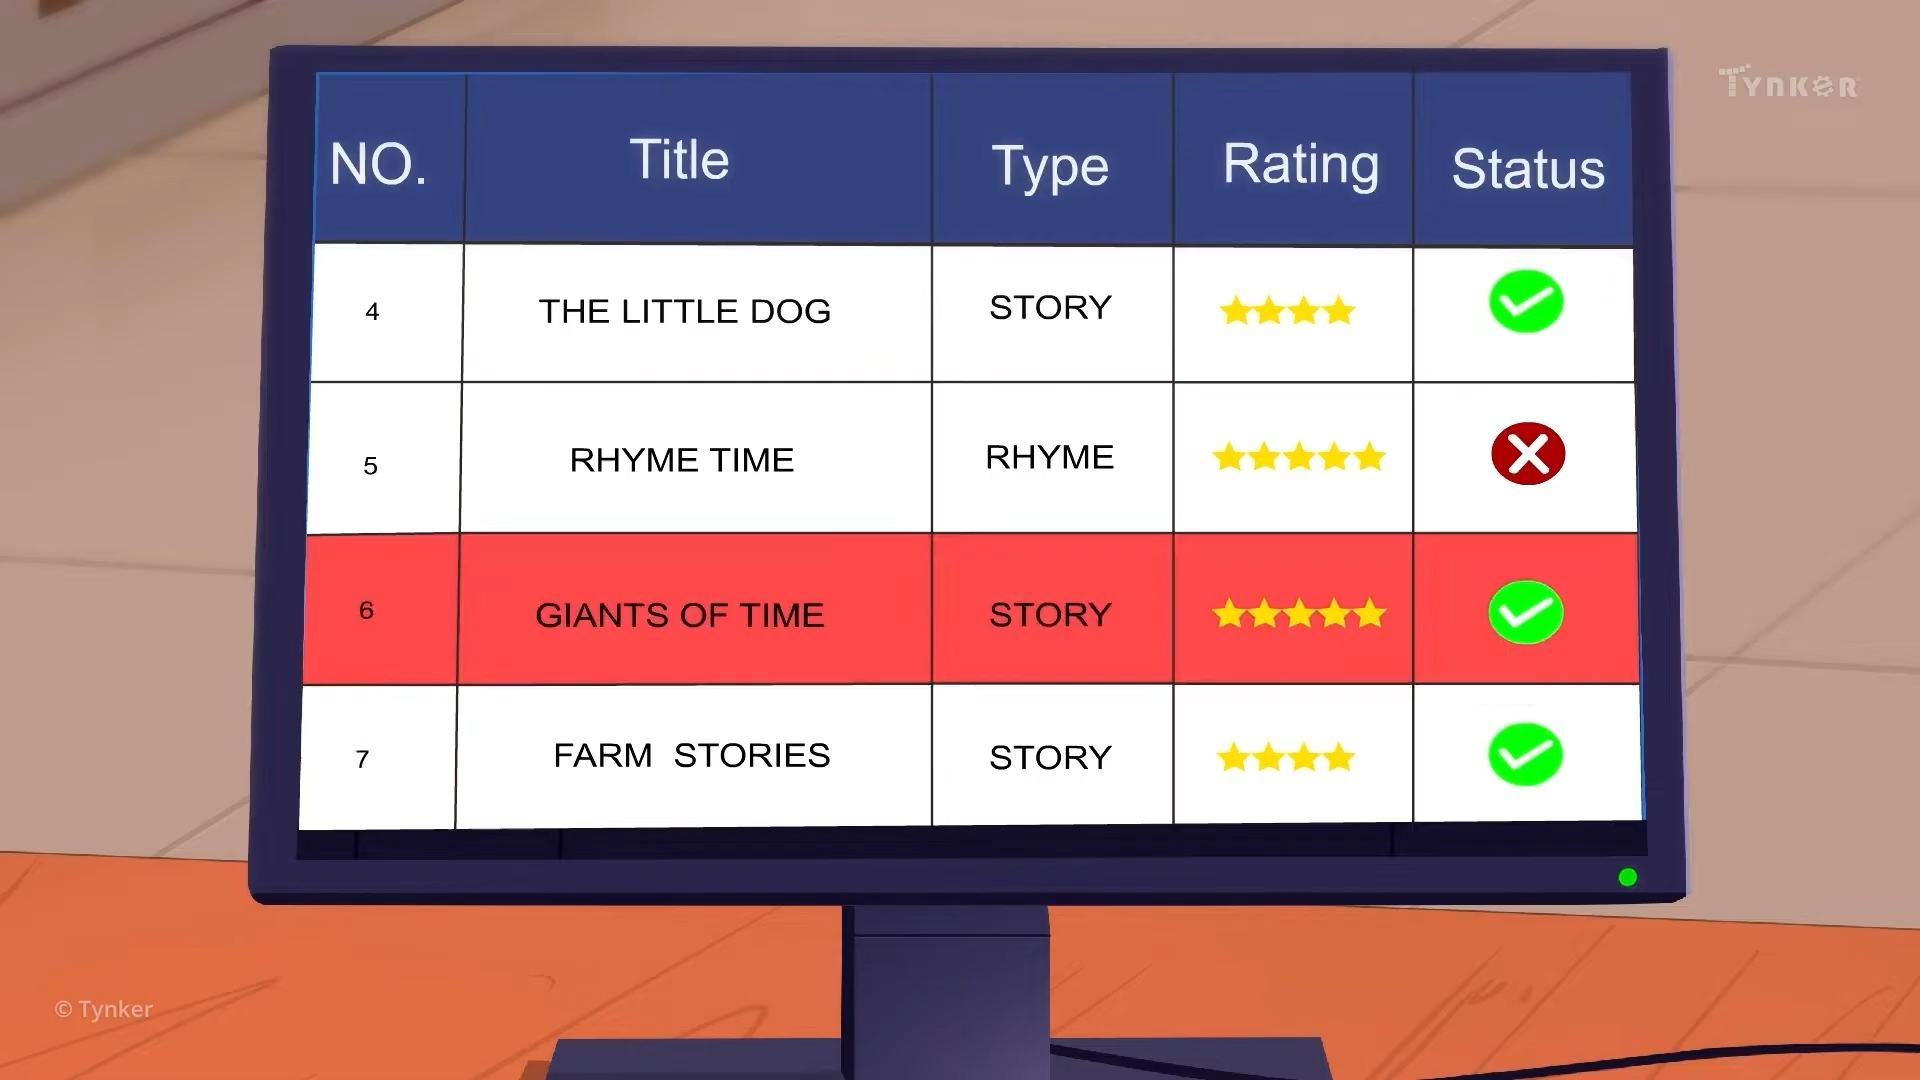 TYNKER
NO. Title Type Rating Status
4 THE LITTLE DOG STORY
5 RHYME TIME RHYME
6 GIANTS OF TIME STORY
7 FARM STORIES STORY
© Tynker